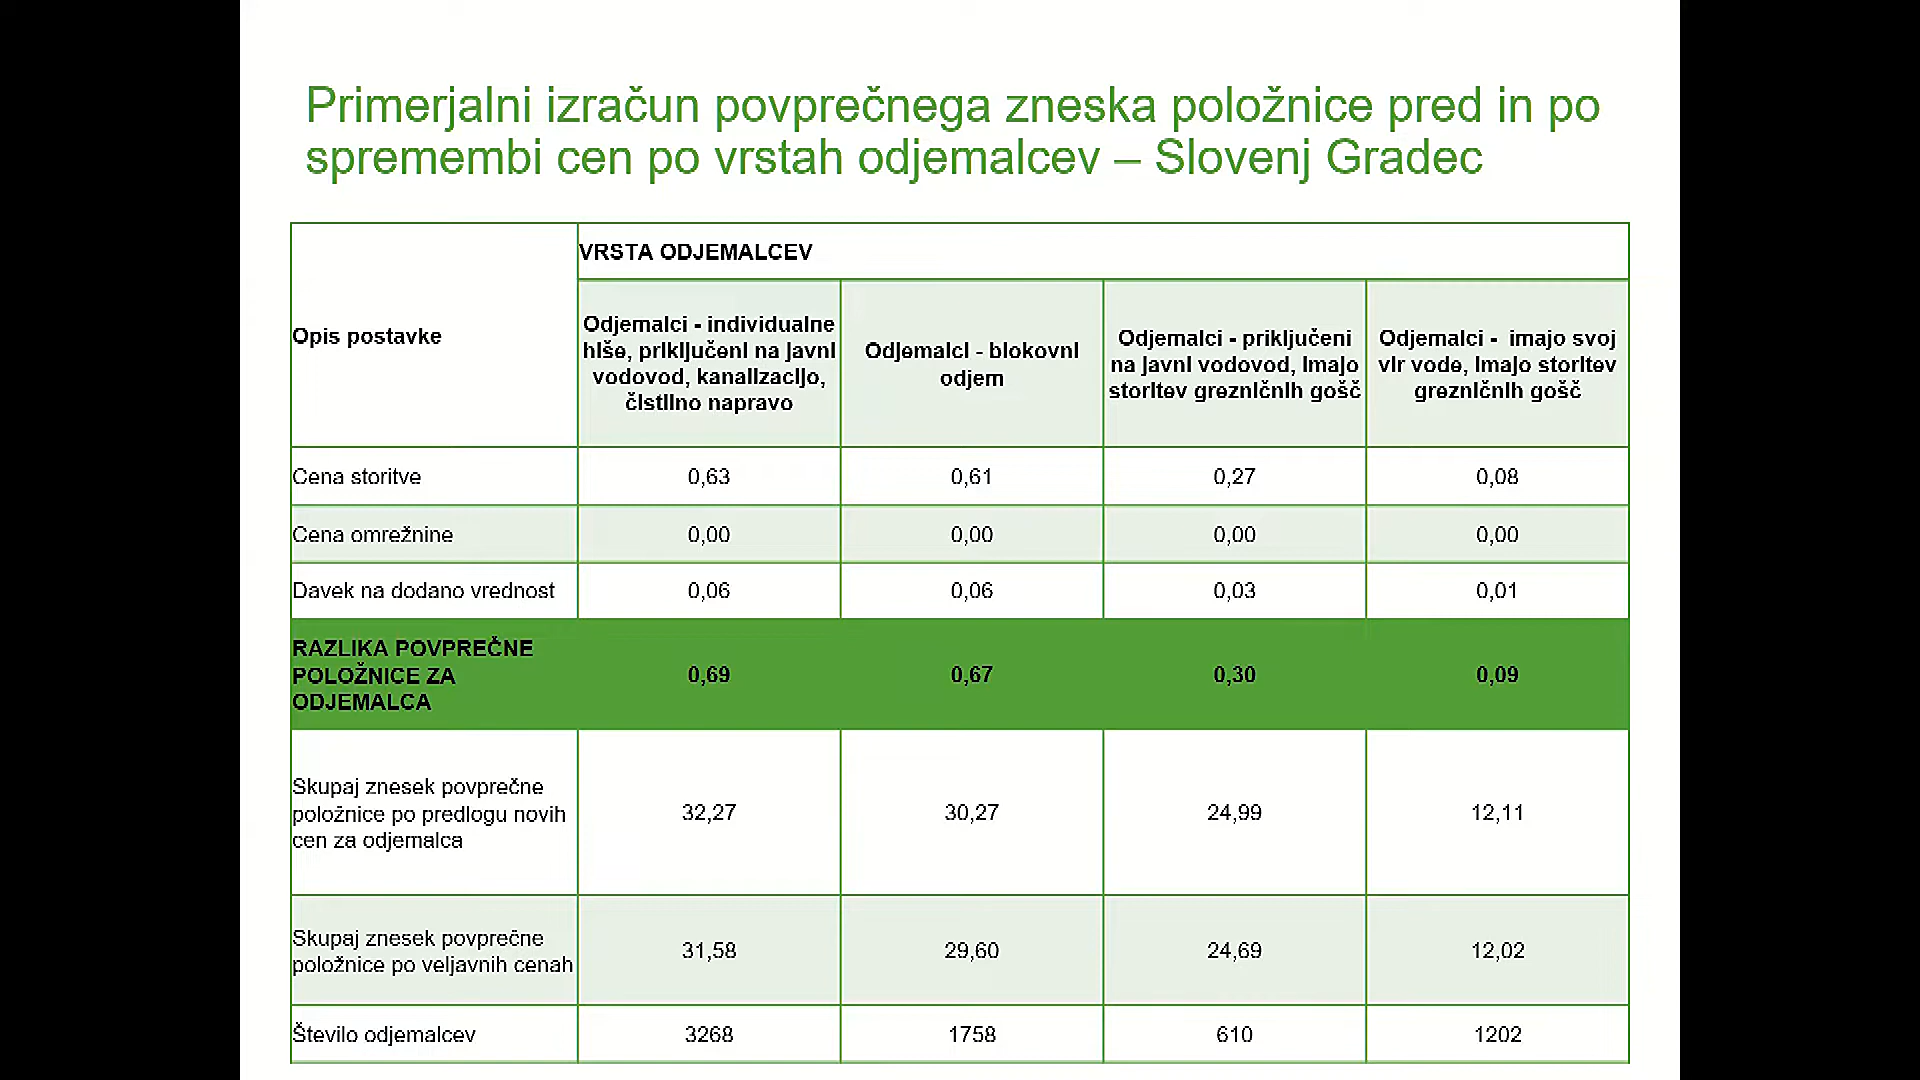 Primerjalni izračun povprečnega zneska položnice pred in po
spremembi cen po vrstah odjemalcev – Slovenj Gradec
VRSTA ODJEMALCEV
Opis postavke
Odjemalci - individualne
hiše, priključeni na javni
vodovod, kanalizacijo,
čistilno napravo
Odjemalci - blokovni
odjem
Odjemalci - priključeni
na javni vodovod, imajo
storitev grezničnih gošč
Odjemalci - imajo svoj
vir vode, imajo storitev
grezničnih gošč
Cena storitve 0,63 0,61 0,27 0,08
Cena omrežnine 0,00 0,00 0,00 0,00
Davek na dodano vrednost 0,06 0,06 0,03 0,01
RAZLIKA POVPREČNE
POLOŽNICE ZA 0,69 0,67 0,30 0,09
ODJEMALCA
Skupaj znesek povprečne
položnice po predlogu novih 32,27 30,27 24,99 12,11
cen za odjemalca
Skupaj znesek povprečne
položnice po veljavnih cenah 31,58 29,60 24,69 12,02
Število odjemalcev 3268 1758 610 1202